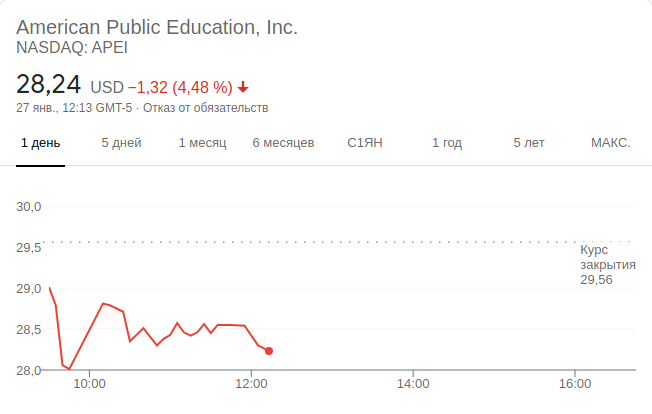 American Public Education, Inc.
NASDAQ: APEI
28,24 USD −1,32 (4,48 %)
27 янв., 12:13 GMT-5 · Отказ от обязательств
1 день 5 дней 1 месяц 6 месяцев С1ЯН 1 год 5 лет МАКС.
30,0
29,5
Курс
закрытия
29,56
29,0
28,5
28,0
10:00 12:00 14:00 16:00